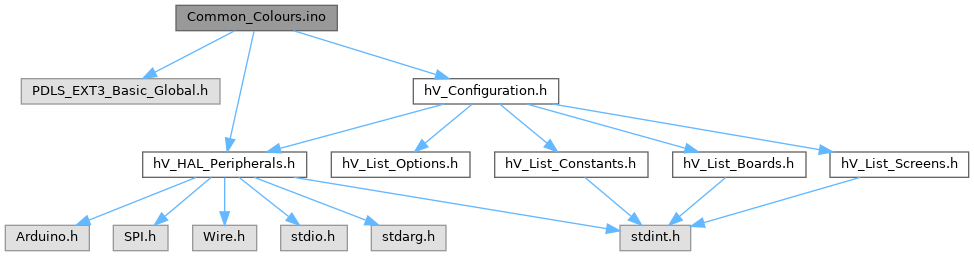 Common_Colours.ino
PDLS_EXT3_Basic_Global.h
hV_Configuration.h
hV_HAL_Peripherals.h
hV_List_Options.h
hV_List_Constants.h
hV_List_Boards.h
hV_List_Screens.h
Arduino.h
SPI.h
Wire.h
stdio.h
stdarg.h
stdint.h